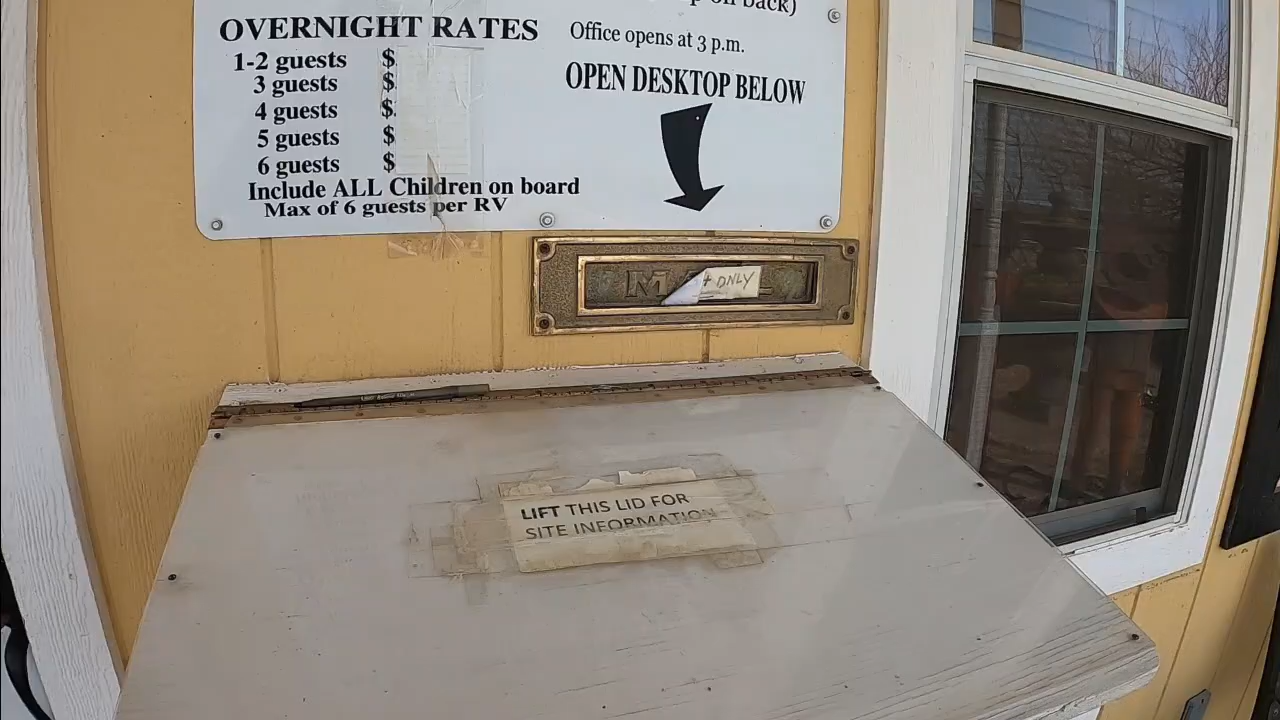 on back)
OVERNIGHT RATES
1-2 guests $
3 guests $
4 guests $
5 guests $
6 guests $
Include ALL Children on board
Max of 6 guests per RV
Office opens at 3 p.m.
OPEN DESKTOP BELOW
ONLY
LIFT THIS LID FOR
SITE INFORMATION